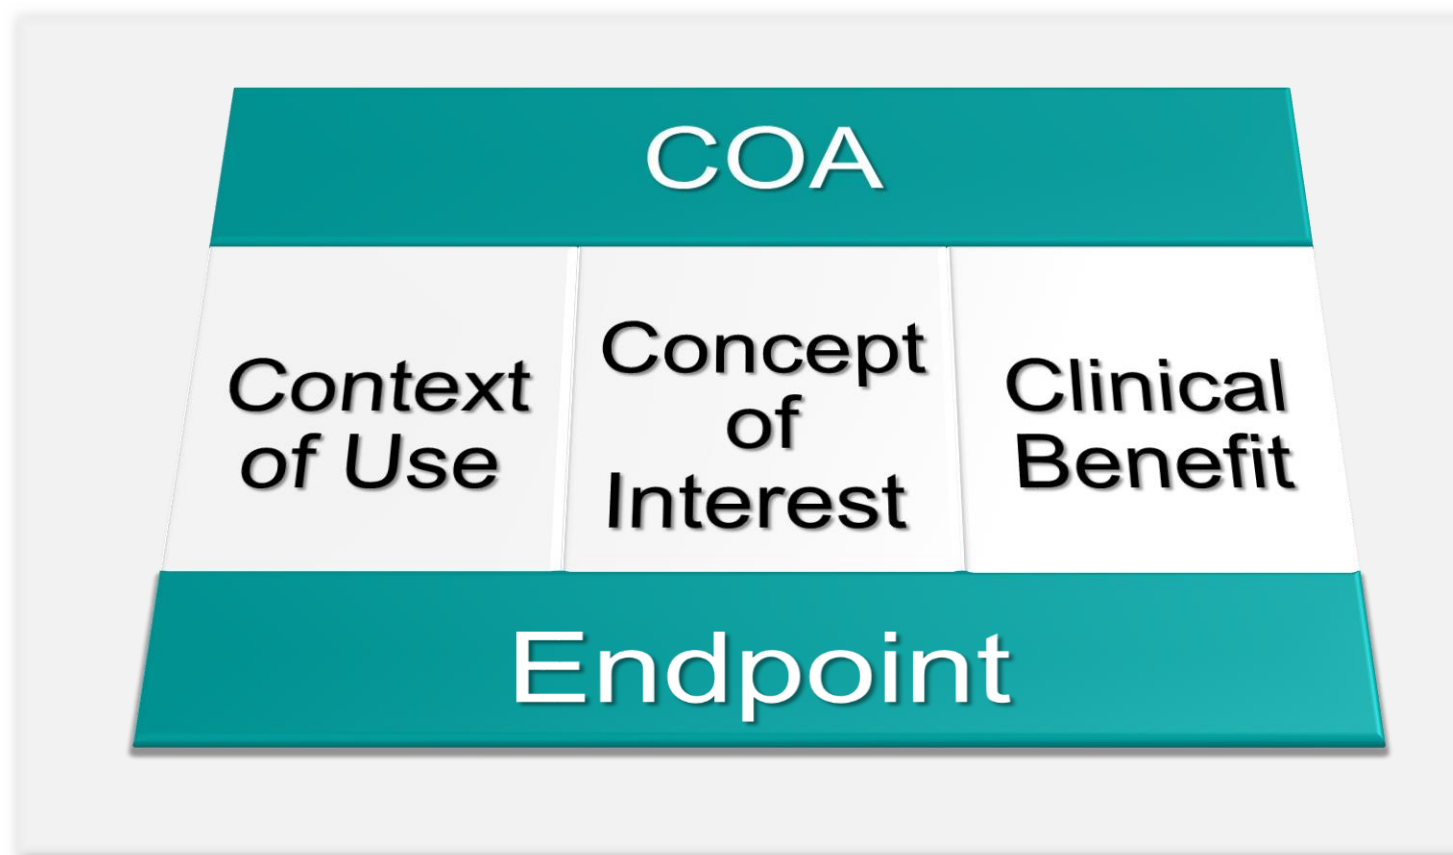 COA
Context
of Use
Concept
of
Interest
Clinical
Benefit
Endpoint